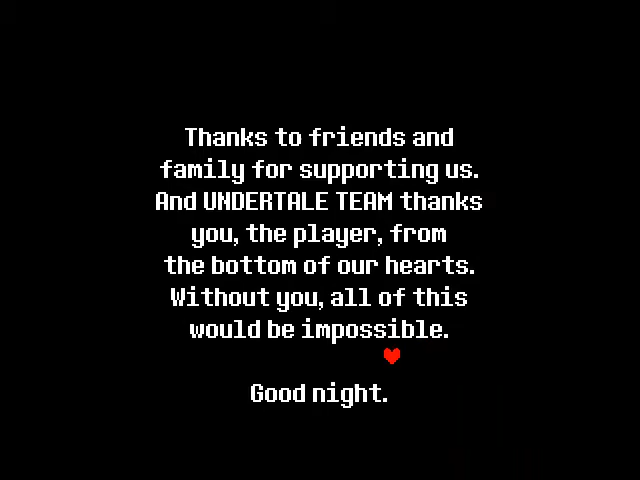 Thanks to friends and
family for supporting us.
And UNDERTALE TEAM thanks
you, the player, from
the bottom of our hearts.
Without you, all of this
would be impossible.
Good night.